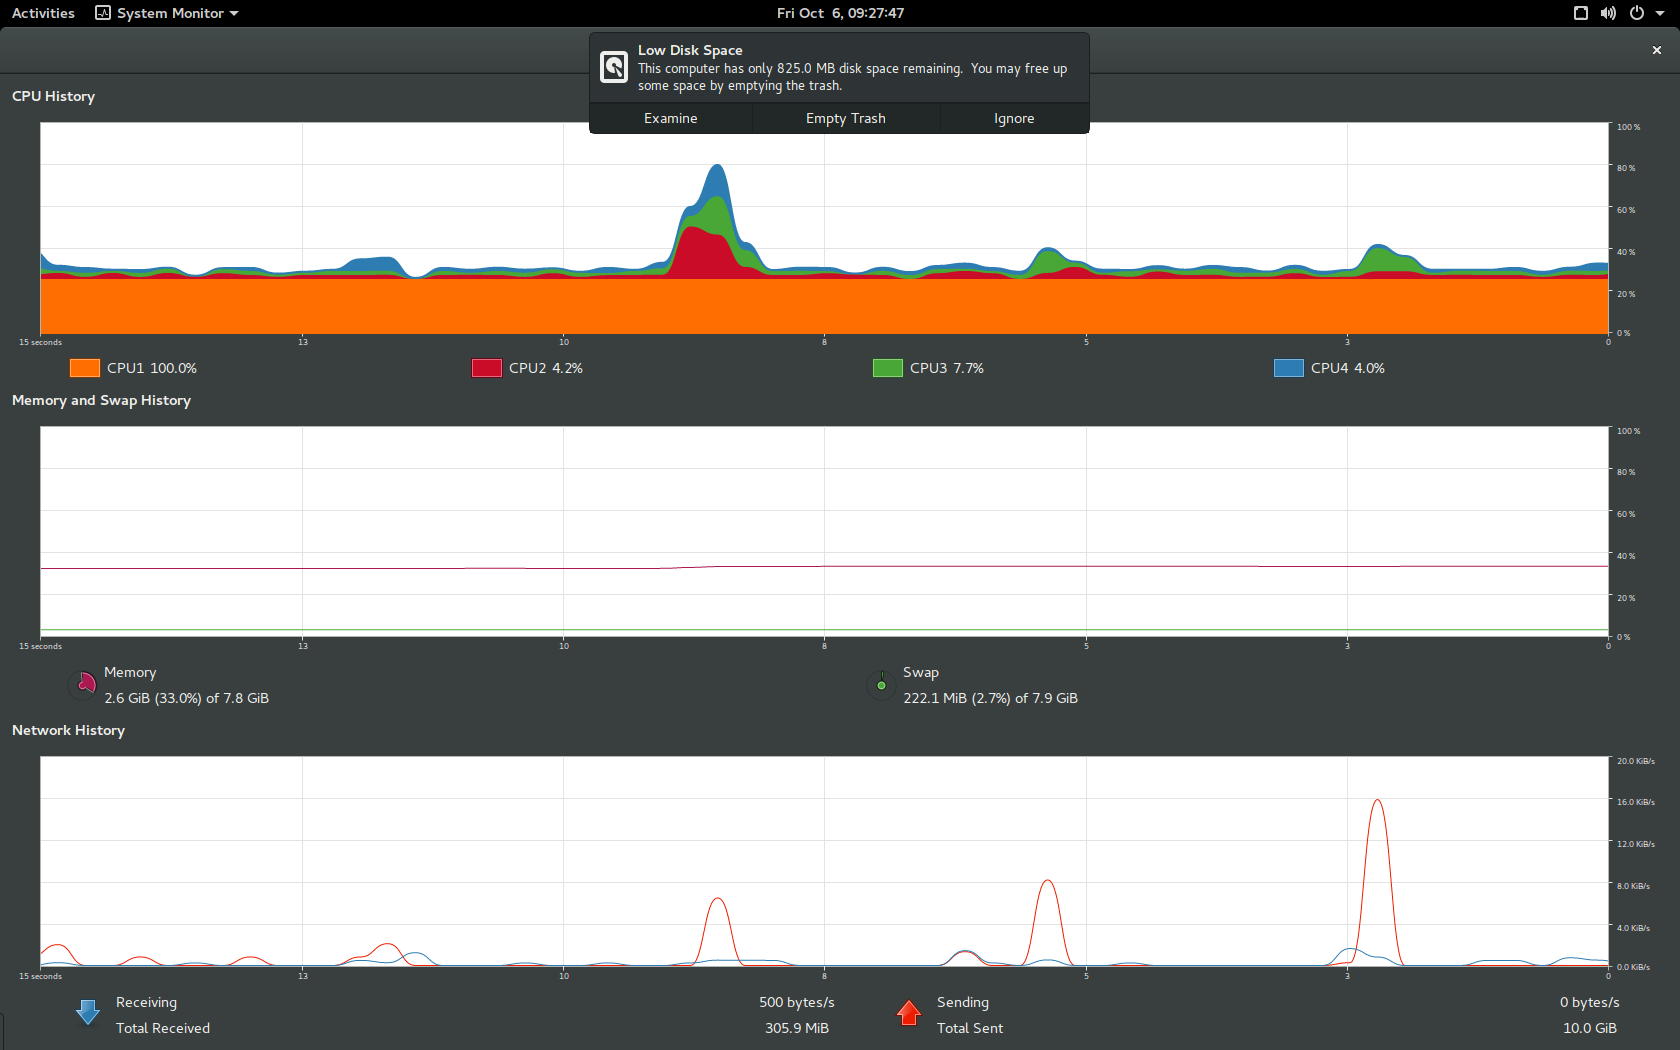 Activities
System Monitor
Fri Oct 6, 09:27:47
Low Disk Space
This computer has only 825.0 MB disk space remaining. You may free up
some space by emptying the trash.
Examine
Empty Trash
Ignore
CPU History
100 %
80 %
60 %
40 %
20 %
0 %
15 seconds
13
10
8
5
3
0
CPU1 100.0%
CPU2 4.2%
CPU3 7.7%
CPU4 4.0%
Memory and Swap History
100 %
80 %
60 %
40 %
20 %
0 %
15 seconds
13
10
8
5
3
0
Memory
2.6 GiB (33.0%) of 7.8 GiB
Swap
222.1 MiB (2.7%) of 7.9 GiB
Network History
20.0 KiB/s
16.0 KiB/s
12.0 KiB/s
8.0 KiB/s
4.0 KiB/s
0.0 KiB/s
15 seconds
13
10
8
5
3
0
Receiving
500 bytes/s
Total Received
305.9 MiB
Sending
0 bytes/s
Total Sent
10.0 GiB